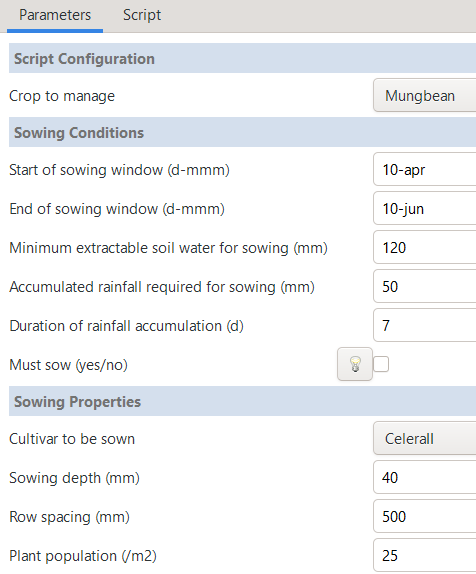 Parameters Script
Script Configuration
Crop to manage Mungbean
Sowing Conditions
Start of sowing window (d-mmm) 10-apr
End of sowing window (d-mmm) 10-jun
Minimum extractable soil water for sowing (mm) 120
Accumulated rainfall required for sowing (mm) 50
Duration of rainfall accumulation (d) 7
Must sow (yes/no)
Sowing Properties
Cultivar to be sown Celerall
Sowing depth (mm) 40
Row spacing (mm) 500
Plant population (/m2) 25